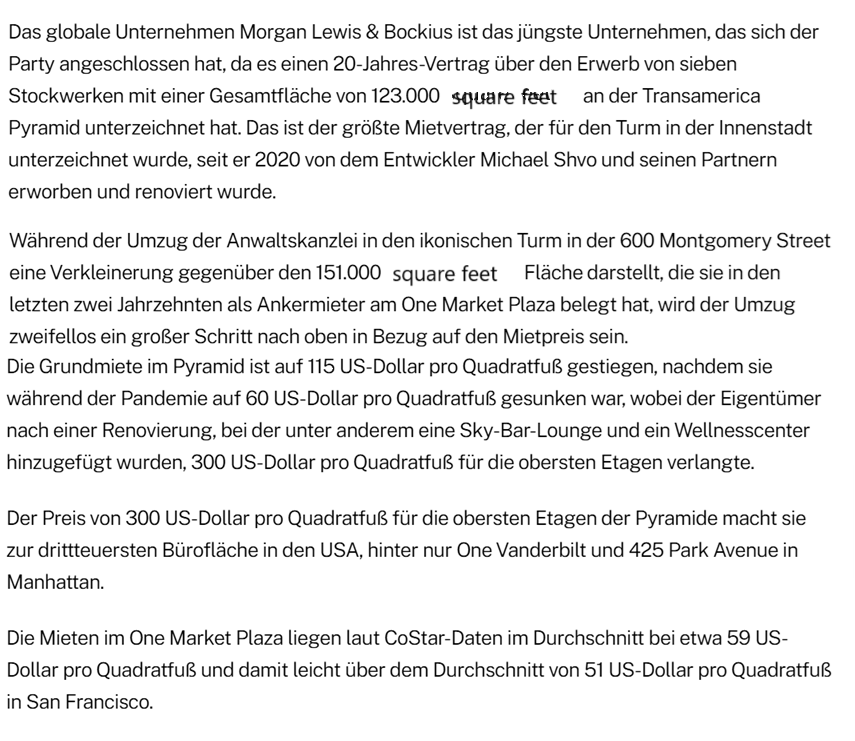 Das globale Unternehmen Morgan Lewis & Bockius ist das jüngste Unternehmen, das sich der
Party angeschlossen hat, da es einen 20-Jahres-Vertrag über den Erwerb von sieben
Stockwerken mit einer Gesamtfläche von 123.000 square feet an der Transamerica
Pyramid unterzeichnet hat. Das ist der größte Mietvertrag, der für den Turm in der Innenstadt
unterzeichnet wurde, seit er 2020 von dem Entwickler Michael Shvo und seinen Partnern
erworben und renoviert wurde.
Während der Umzug der Anwaltskanzlei in den ikonischen Turm in der 600 Montgomery Street
eine Verkleinerung gegenüber den 151.000 square feet Fläche darstellt, die sie in den
letzten zwei Jahrzehnten als Ankermieter am One Market Plaza belegt hat, wird der Umzug
zweifellos ein großer Schritt nach oben in Bezug auf den Mietpreis sein.
Die Grundmiete im Pyramid ist auf 115 US-Dollar pro Quadratfuß gestiegen, nachdem sie
während der Pandemie auf 60 US-Dollar pro Quadratfuß gesunken war, wobei der Eigentümer
nach einer Renovierung, bei der unter anderem eine Sky-Bar-Lounge und ein Wellnesscenter
hinzugefügt wurden, 300 US-Dollar pro Quadratfuß für die obersten Etagen verlangte.
Der Preis von 300 US-Dollar pro Quadratfuß für die obersten Etagen der Pyramide macht sie
zur drittteuersten Bürofläche in den USA, hinter nur One Vanderbilt und 425 Park Avenue in
Manhattan.
Die Mieten im One Market Plaza liegen laut CoStar-Daten im Durchschnitt bei etwa 59 US-
Dollar pro Quadratfuß und damit leicht über dem Durchschnitt von 51 US-Dollar pro Quadratfuß
in San Francisco.